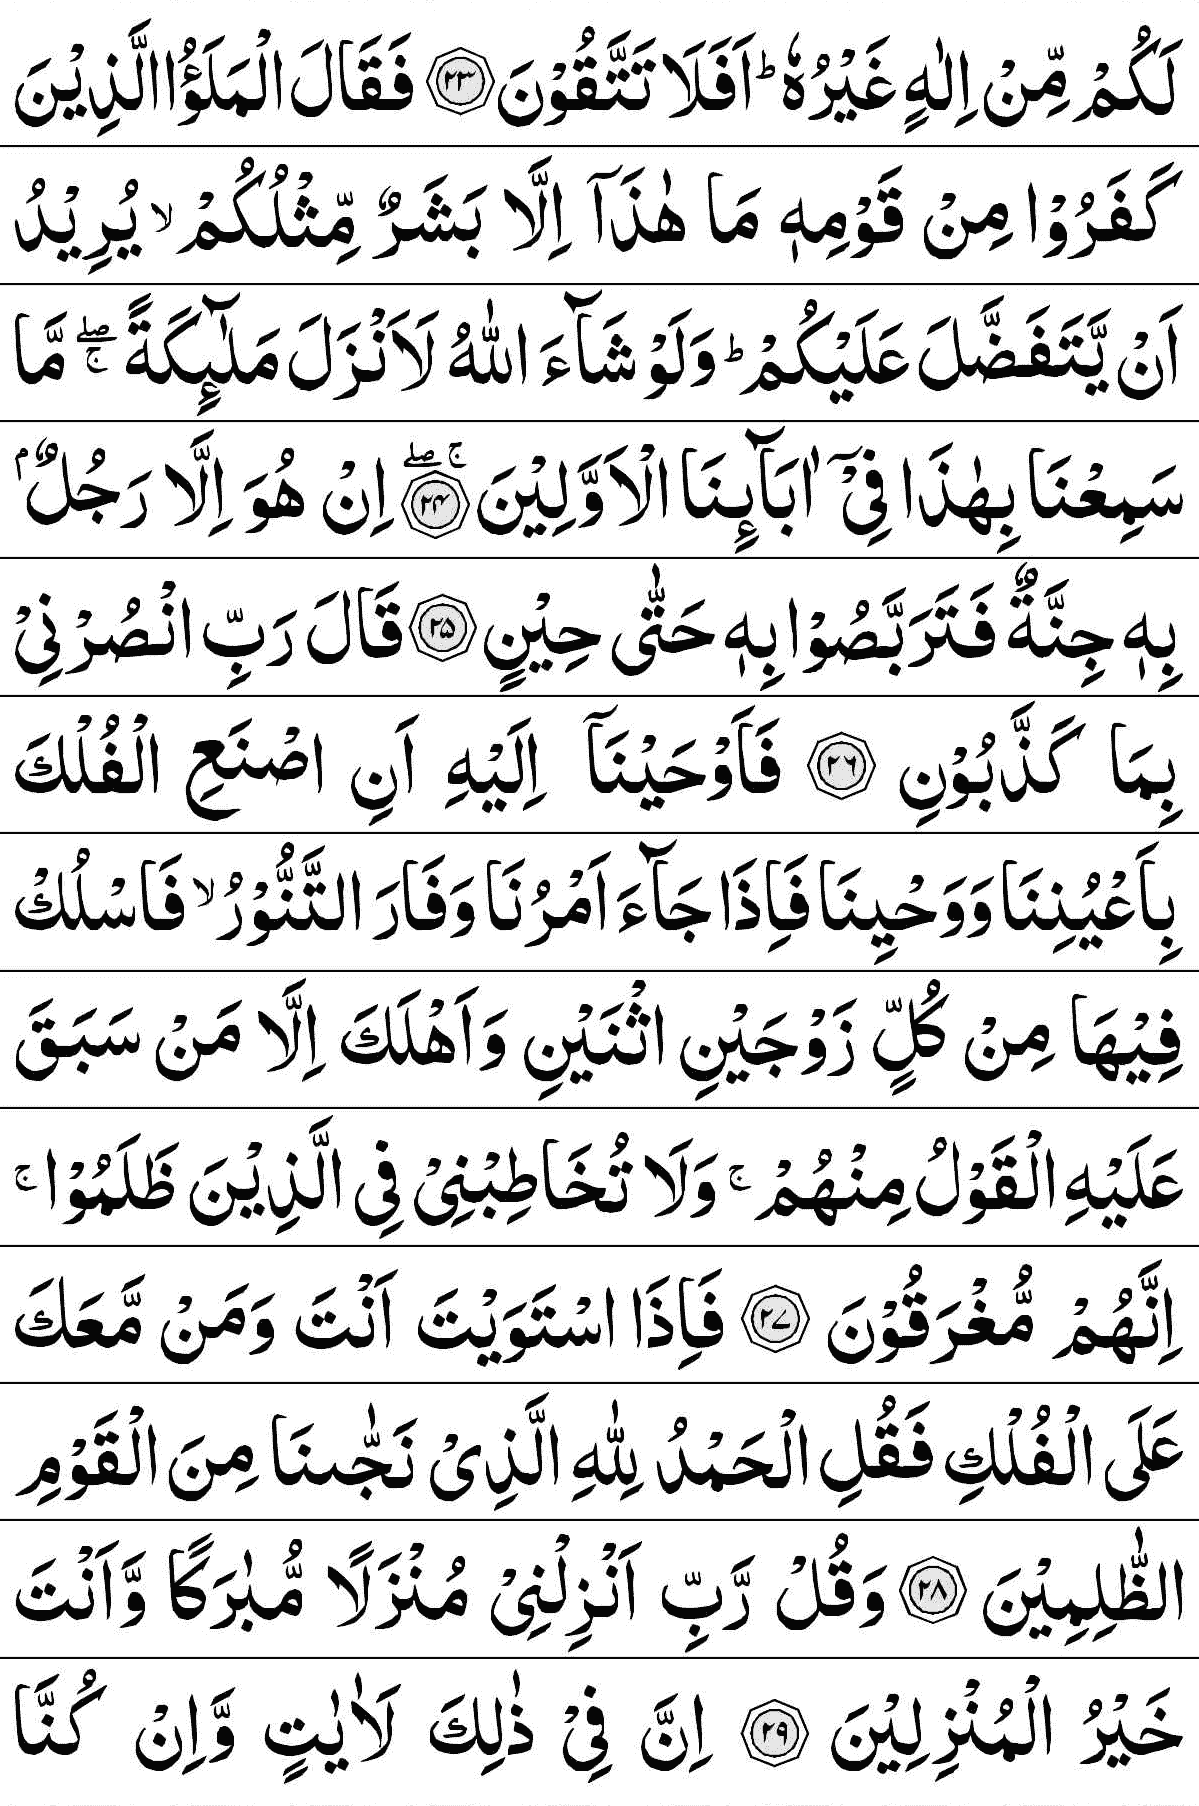 لَكُمْ مِّنْ اِلٰهٍ غَيْرُهٗ ؕ اَفَلَا تَتَّقُوْنَ ﴿۲۳﴾ فَقَالَ الْمَلَؤُا الَّذِيْنَ
كَفَرُوْا مِنْ قَوْمِهٖ مَا هٰذَاۤ اِلَّا بَشَرٌ مِّثْلُكُمْ ۙ يُرِيْدُ
اَنْ يَّتَفَضَّلَ عَلَيْكُمْ ؕ وَلَوْ شَآءَ اللّٰهُ لَاَنْزَلَ مَلٰٓئِكَةً ۖۚ مَّا
سَمِعْنَا بِهٰذَا فِيْۤ اٰبَآئِنَا الْاَوَّلِيْنَ ۖۚ﴿۲۴﴾ اِنْ هُوَ اِلَّا رَجُلٌۢ
بِهٖ جِنَّةٌ فَتَرَبَّصُوْا بِهٖ حَتّٰى حِيْنٍ ﴿۲۵﴾ قَالَ رَبِّ انْصُرْنِيْ
بِمَا كَذَّبُوْنِ ﴿۲۶﴾ فَاَوْحَيْنَاۤ اِلَيْهِ اَنِ اصْنَعِ الْفُلْكَ
بِاَعْيُنِنَا وَوَحْيِنَا فَاِذَا جَآءَ اَمْرُنَا وَفَارَ التَّنُّوْرُ ۙ فَاسْلُكْ
فِيْهَا مِنْ كُلٍّ زَوْجَيْنِ اثْنَيْنِ وَاَهْلَكَ اِلَّا مَنْ سَبَقَ
عَلَيْهِ الْقَوْلُ مِنْهُمْ ۚ وَلَا تُخَاطِبْنِيْ فِي الَّذِيْنَ ظَلَمُوْا ۚ
اِنَّهُمْ مُّغْرَقُوْنَ ﴿۲۷﴾ فَاِذَا اسْتَوَيْتَ اَنْتَ وَمَنْ مَّعَكَ
عَلَى الْفُلْكِ فَقُلِ الْحَمْدُ لِلّٰهِ الَّذِيْ نَجّٰىنَا مِنَ الْقَوْمِ
الظّٰلِمِيْنَ ﴿۲۸﴾ وَقُلْ رَّبِّ اَنْزِلْنِيْ مُنْزَلًا مُّبٰرَكًا وَّاَنْتَ
خَيْرُ الْمُنْزِلِيْنَ ﴿۲۹﴾ اِنَّ فِيْ ذٰلِكَ لَاٰيٰتٍ وَّاِنْ كُنَّا